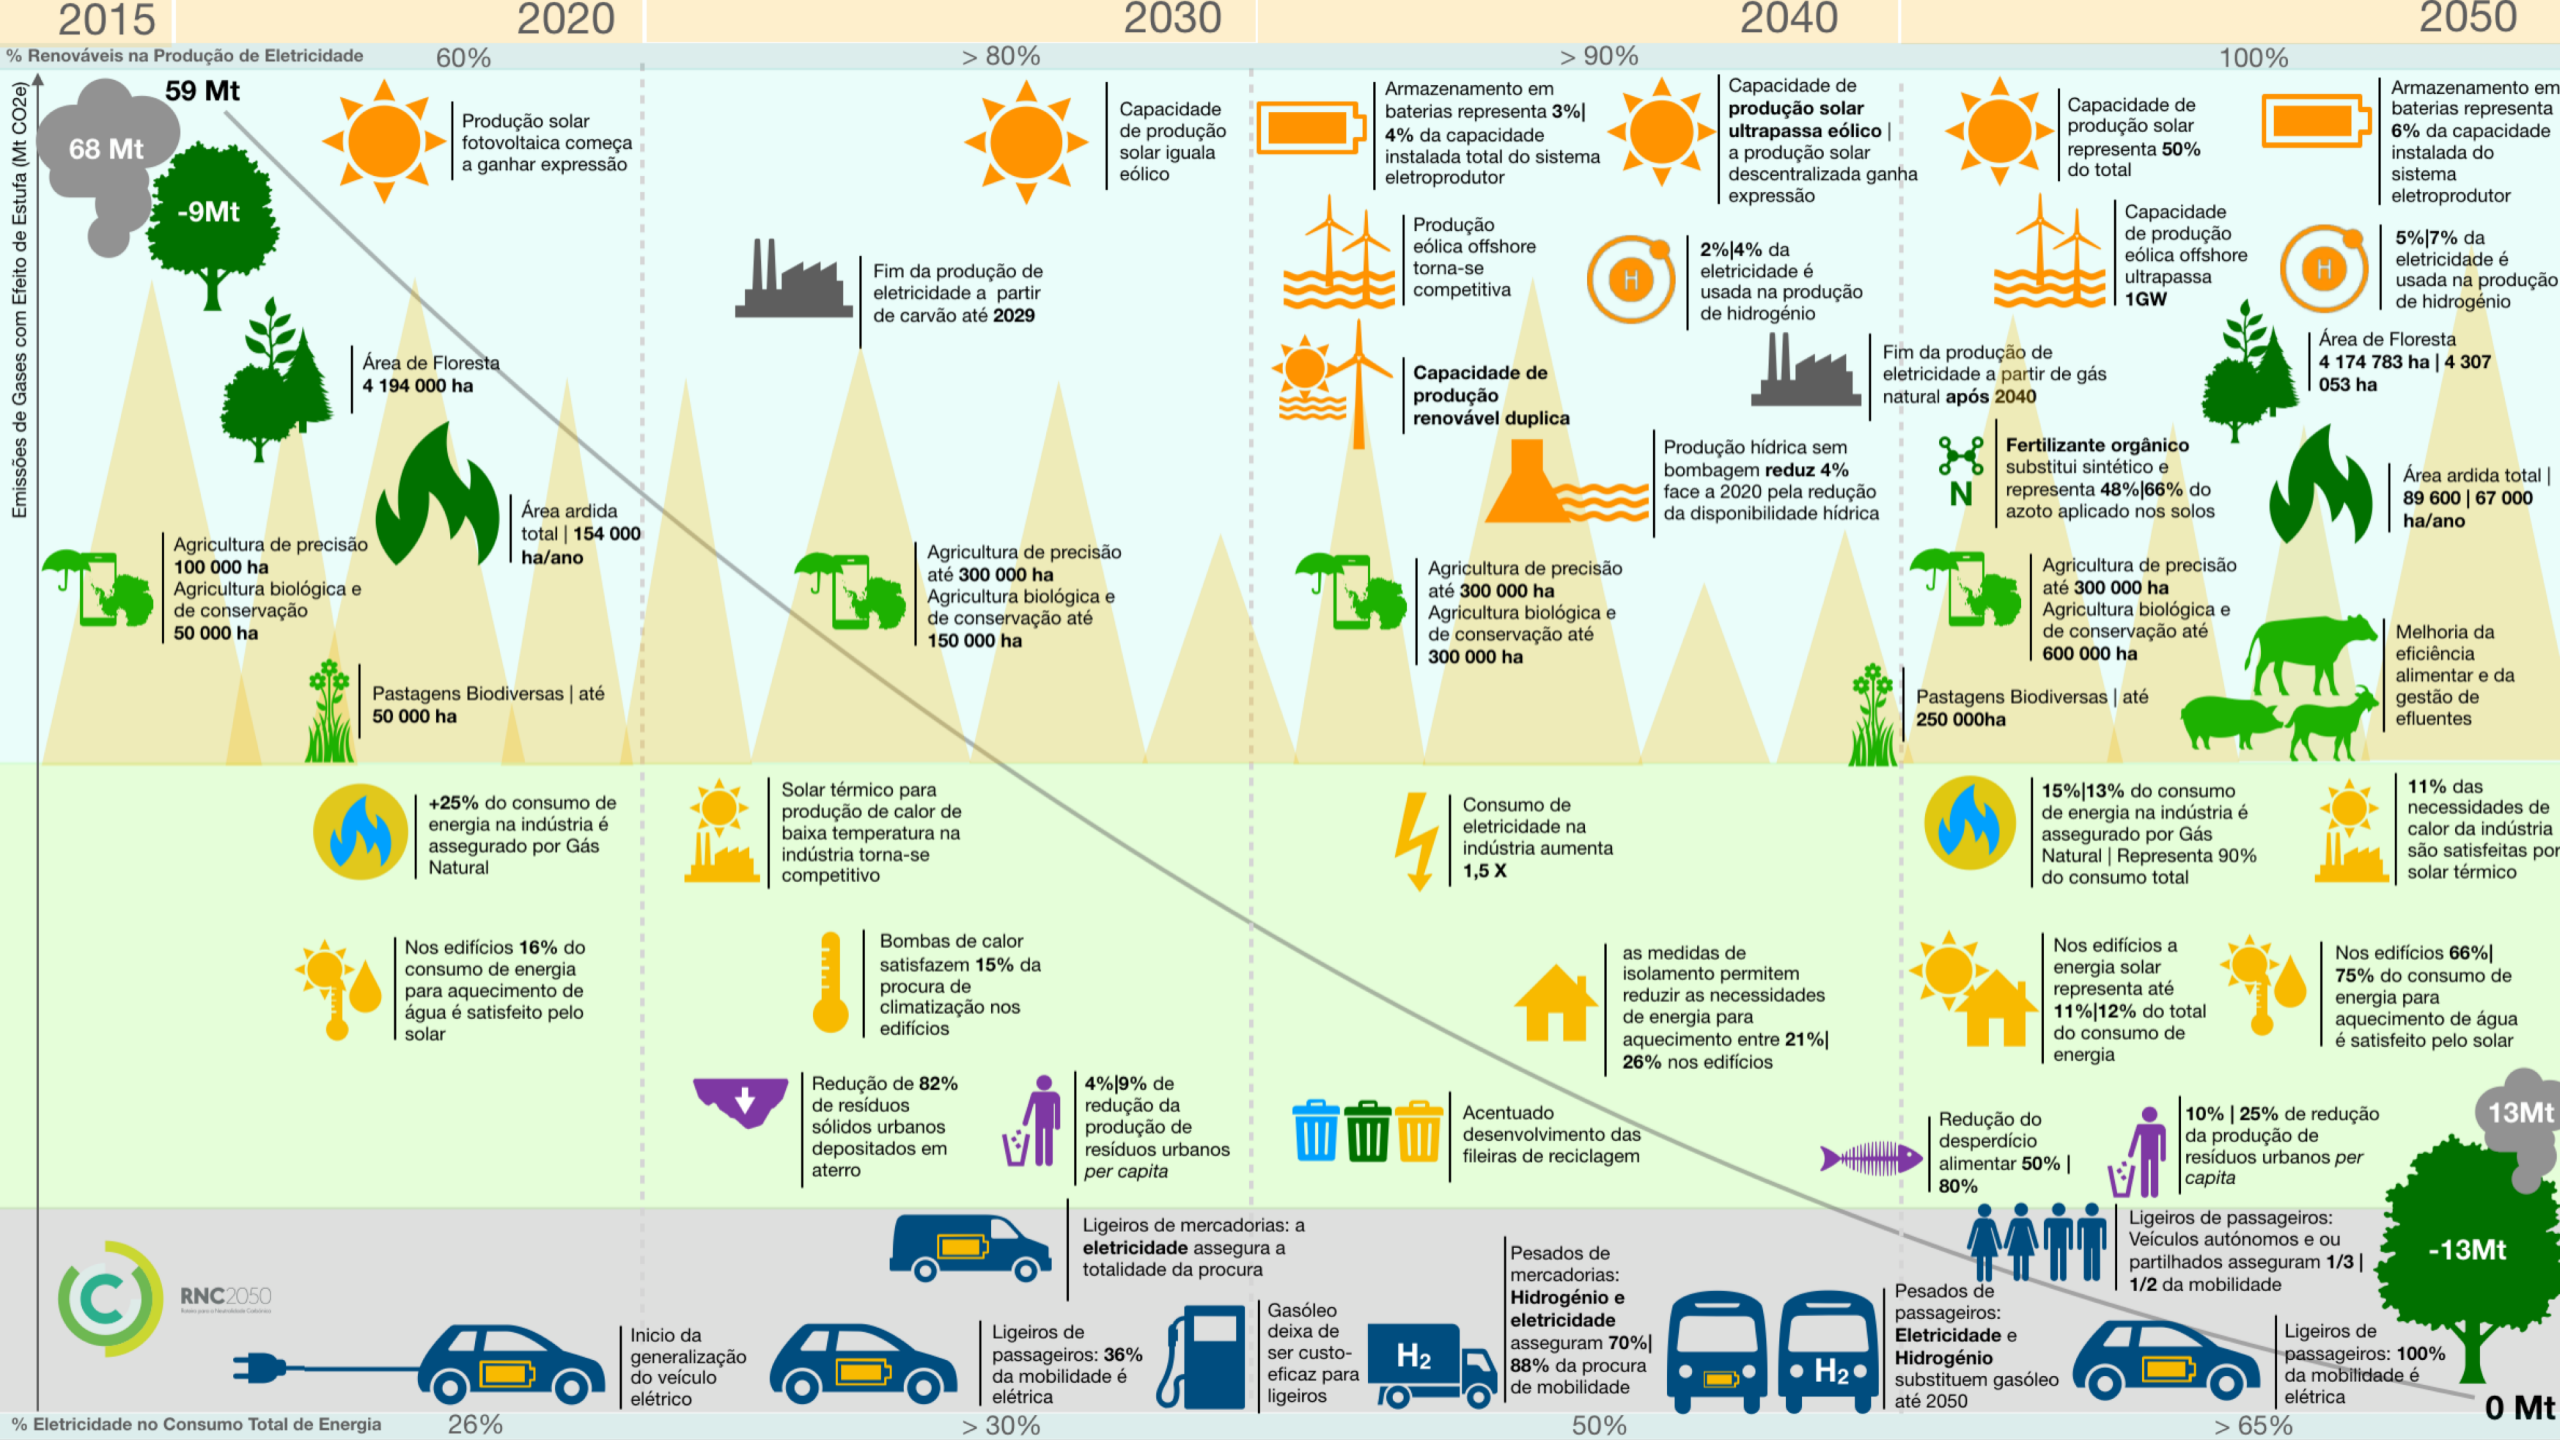 2015
2020
2030
2040
2050
% Renováveis na Produção de Eletricidade
60%
> 80%
> 90%
100%
Emissões de Gases com Efeito de Estufa (Mt CO2e)
68 Mt
59 Mt
-9Mt
Produção solar
fotovoltaica começa
a ganhar expressão
Área de Floresta
4 194 000 ha
Área ardida
total | 154 000
ha/ano
Agricultura de precisão
100 000 ha
Agricultura biológica e
de conservação
50 000 ha
Pastagens Biodiversas | até
50 000 ha
Capacidade
de produção
solar iguala
eólico
Fim da produção de
eletricidade a partir
de carvão até 2029
Agricultura de precisão
até 300 000 ha
Agricultura biológica e
de conservação até
150 000 ha
Armazenamento em
baterias representa 3%|
4% da capacidade
instalada total do sistema
eletroprodutor
Capacidade de
produção solar
ultrapassa eólico |
a produção solar
descentralizada ganha
expressão
Produção
eólica offshore
torna-se
competitiva
H
2%|4% da
eletricidade é
usada na produção
de hidrogénio
Capacidade de
produção
renovável duplica
Fim da produção de
eletricidade a partir de gás
natural após 2040
Produção hídrica sem
bombagem reduz 4%
face a 2020 pela redução
da disponibilidade hídrica
Agricultura de precisão
até 300 000 ha
Agricultura biológica e
de conservação até
300 000 ha
Pastagens Biodiversas | até
250 000ha
Capacidade de
produção solar
representa 50%
do total
Armazenamento em
baterias representa
6% da capacidade
instalada do
sistema
eletroprodutor
Capacidade
de produção
eólica offshore
ultrapassa
1GW
H
5%|7% da
eletricidade é
usada na produção
de hidrogénio
Área de Floresta
4 174 783 ha | 4 307
053 ha
N
Fertilizante orgânico
substitui sintético e
representa 48%|66% do
azoto aplicado nos solos
Área ardida total |
89 600 | 67 000
ha/ano
Agricultura de precisão
até 300 000 ha
Agricultura biológica e
de conservação até
600 000 ha
Melhoria da
eficiência
alimentar e da
gestão de
efluentes
+25% do consumo de
energia na indústria é
assegurado por Gás
Natural
Solar térmico para
produção de calor de
baixa temperatura na
indústria torna-se
competitivo
Consumo de
eletricidade na
indústria aumenta
1,5 X
15%|13% do consumo
de energia na indústria é
assegurado por Gás
Natural | Representa 90%
do consumo total
11% das
necessidades de
calor da indústria
são satisfeitas por
solar térmico
Nos edifícios 16% do
consumo de energia
para aquecimento de
água é satisfeito pelo
solar
Bombas de calor
satisfazem 15% da
procura de
climatização nos
edifícios
as medidas de
isolamento permitem
reduzir as necessidades
de energia para
aquecimento entre 21%|
26% nos edifícios
Nos edifícios a
energia solar
representa até
11%|12% do total
do consumo de
energia
Nos edifícios 66%|
75% do consumo de
energia para
aquecimento de água
é satisfeito pelo solar
Redução de 82%
de resíduos
sólidos urbanos
depositados em
aterro
4%|9% de
redução da
produção de
resíduos urbanos
per capita
Acentuado
desenvolvimento das
fileiras de reciclagem
Redução do
desperdício
alimentar 50% |
80%
10% | 25% de redução
da produção de
resíduos urbanos per
capita
13Mt
-13Mt
C
RNC2050
Ligeiros de mercadorias: a
eletricidade assegura a
totalidade da procura
Inicio da
generalização
do veículo
elétrico
Ligeiros de
passageiros: 36%
da mobilidade é
elétrica
Gasóleo
deixa de
ser custo-
eficaz para
ligeiros
H2
Pesados de
mercadorias:
Hidrogénio e
eletricidade
asseguram 70%|
88% da procura
de mobilidade
H2
Pesados de
passageiros:
Eletricidade e
Hidrogénio
substituem gasóleo
até 2050
Ligeiros de passageiros:
Veículos autónomos e ou
partilhados asseguram 1/3 |
1/2 da mobilidade
Ligeiros de
passageiros: 100%
da mobilidade é
elétrica
0 Mt
% Eletricidade no Consumo Total de Energia
26%
> 30%
50%
> 65%